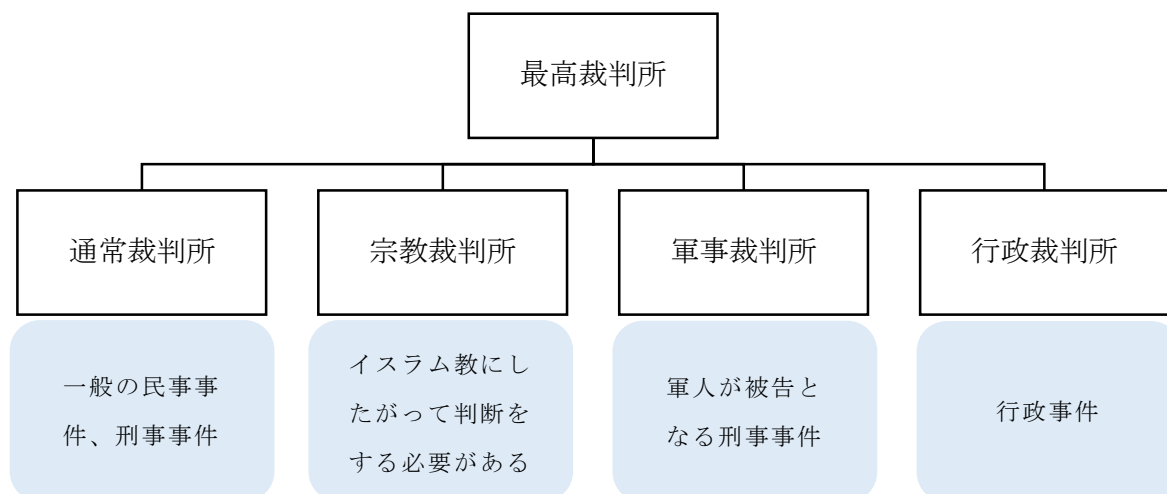 最高裁判所
通常裁判所
宗教裁判所
軍事裁判所
行政裁判所
一般の民事事
件、刑事事件
イスラム教にし
たがって判断を
する必要がある
軍人が被告と
なる刑事事件
行政事件